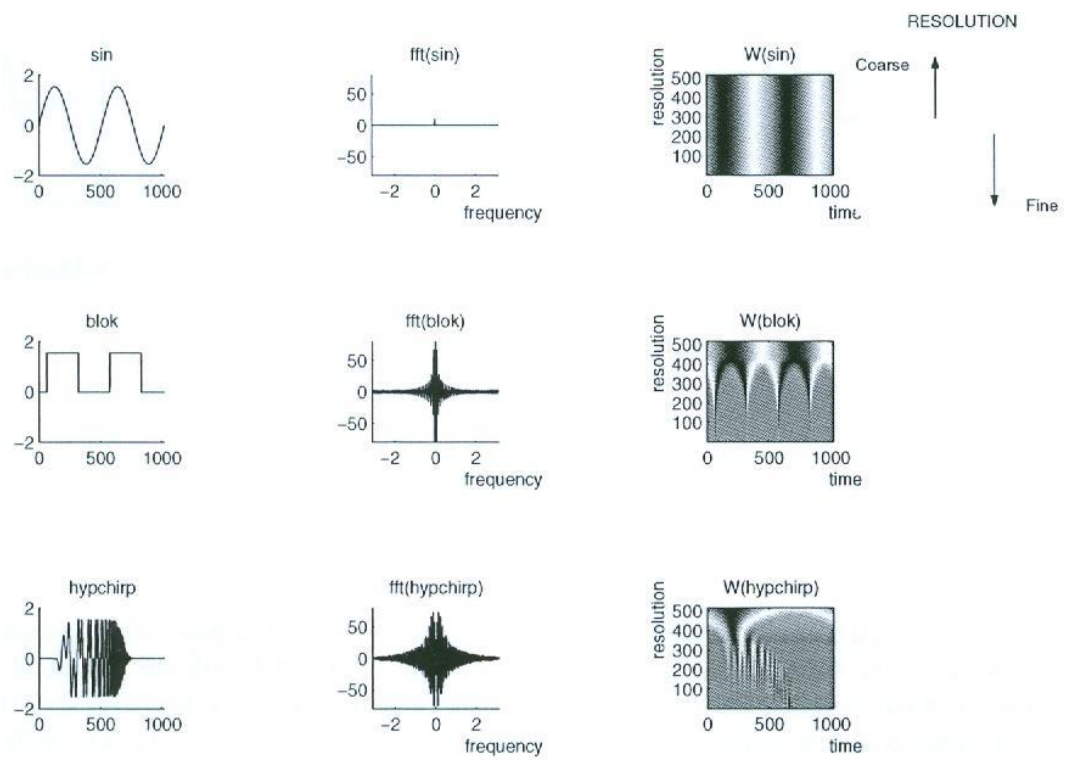 RESOLUTION
sin
fft(sin)
W(sin)
Coarse
2
0
−2
0 500 1000
50
0
−50
−2 0 2
frequency
resolution
500
400
300
200
100
0 500 1000
time
Fine
blok
fft(blok)
W(blok)
2
0
−2
0 500 1000
50
0
−50
−2 0 2
frequency
resolution
500
400
300
200
100
0 500 1000
time
hypchirp
fft(hypchirp)
W(hypchirp)
2
0
−2
0 500 1000
50
0
−50
−2 0 2
frequency
resolution
500
400
300
200
100
0 500 1000
time